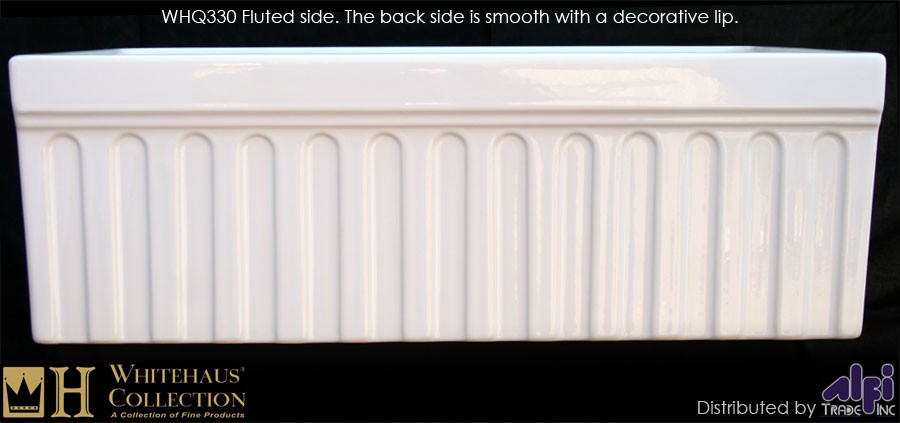 WHQ330 Fluted side. The back side is smooth with a decorative lip.
H WHITEHAUS® COLLECTION
A Collection of Fine Products
Distributed by alfi TRADE INC